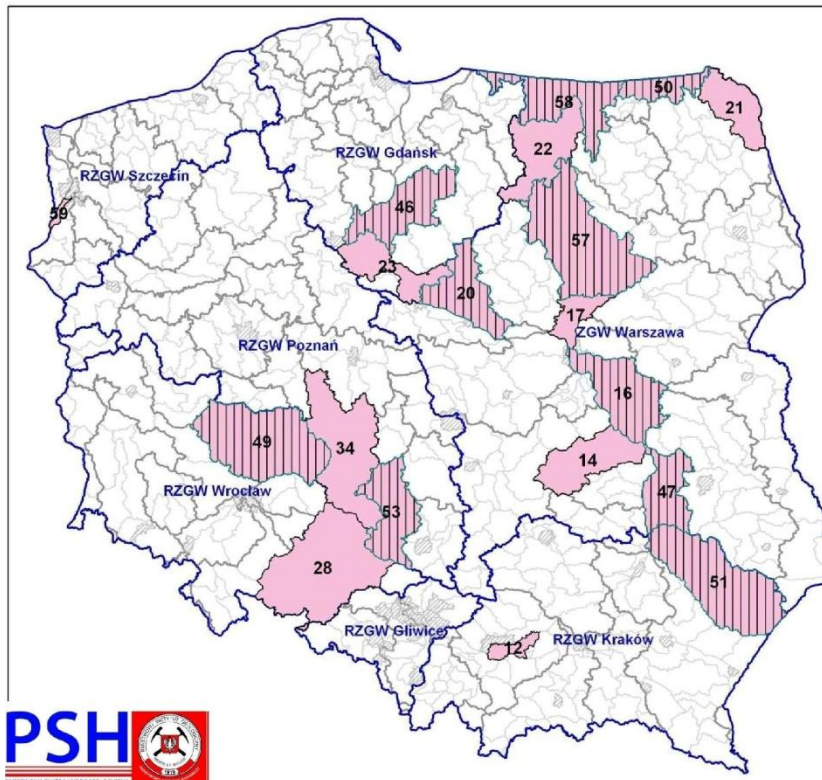 50
58
21
22
RZGW Gdańsk
RZGW Szczecin
59
46
57
23
20
17
ZGW Warszawa
RZGW Poznań
16
49
34
14
47
RZGW Wrocław
53
51
28
RZGW Gliwice
12
RZGW Kraków
PSH